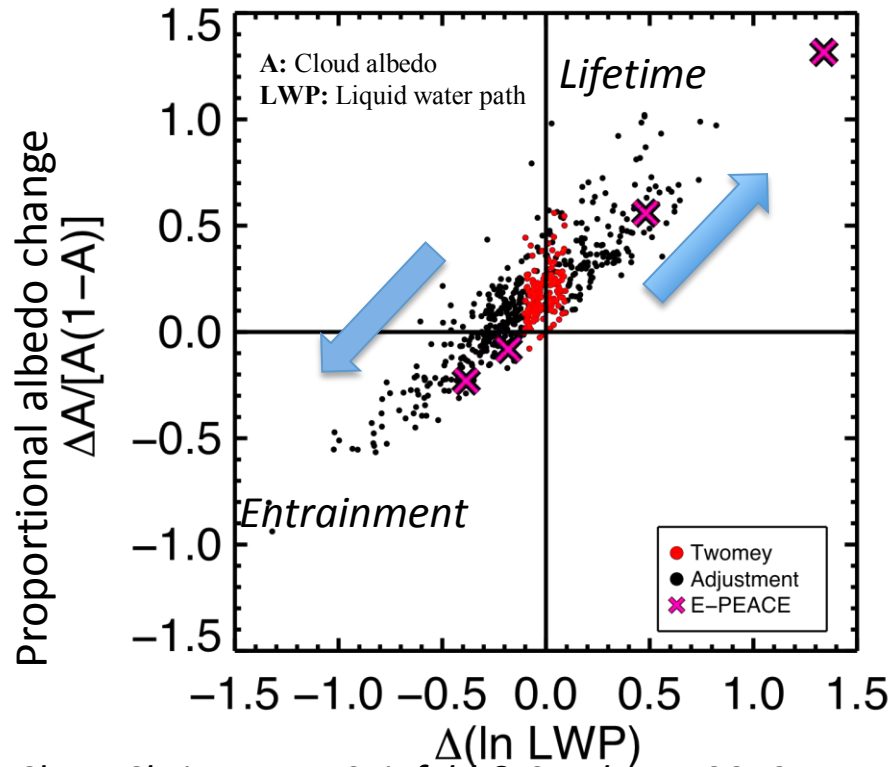 A: Cloud albedo
LWP: Liquid water path
Lifetime
Entrainment
Proportional albedo change
ΔA/[A(1−A)]
1.5
1.0
0.5
0.0
−0.5
−1.0
−1.5
Twomey
Adjustment
E−PEACE
−1.5 −1.0 −0.5 0.0 0.5 1.0 1.5
Δ(ln LWP)